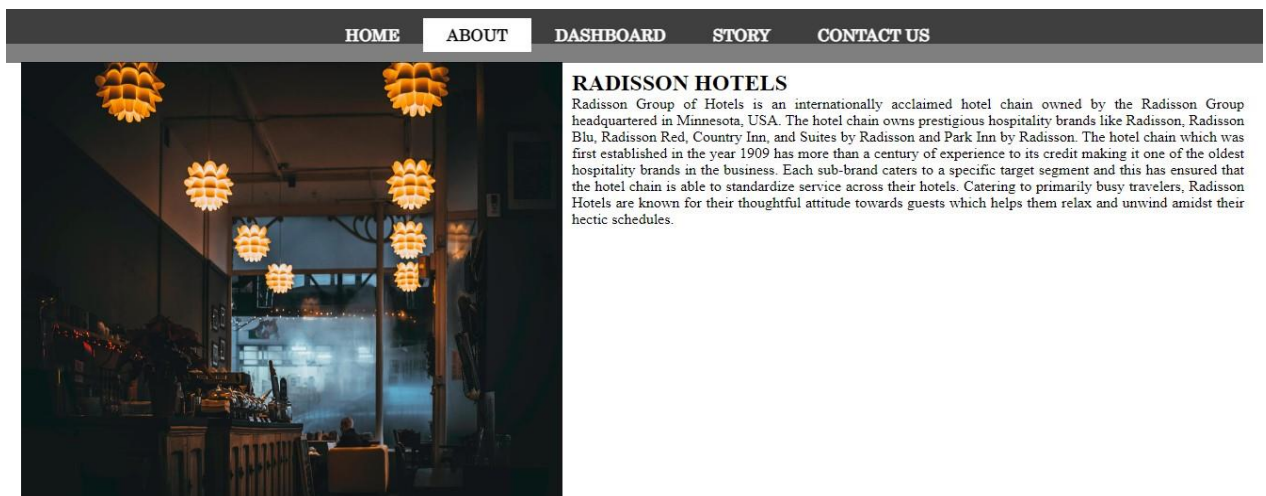 HOME ABOUT DASHBOARD STORY CONTACT US
RADISSON HOTELS
Radisson Group of Hotels is an internationally acclaimed hotel chain owned by the Radisson Group
headquartered in Minnesota, USA. The hotel chain owns prestigious hospitality brands like Radisson, Radisson
Blu, Radisson Red, Country Inn, and Suites by Radisson and Park Inn by Radisson. The hotel chain which was
first established in the year 1909 has more than a century of experience to its credit making it one of the oldest
hospitality brands in the business. Each sub-brand caters to a specific target segment and this has ensured that
the hotel chain is able to standardize service across their hotels. Catering to primarily busy travelers, Radisson
Hotels are known for their thoughtful attitude towards guests which helps them relax and unwind amidst their
hectic schedules.